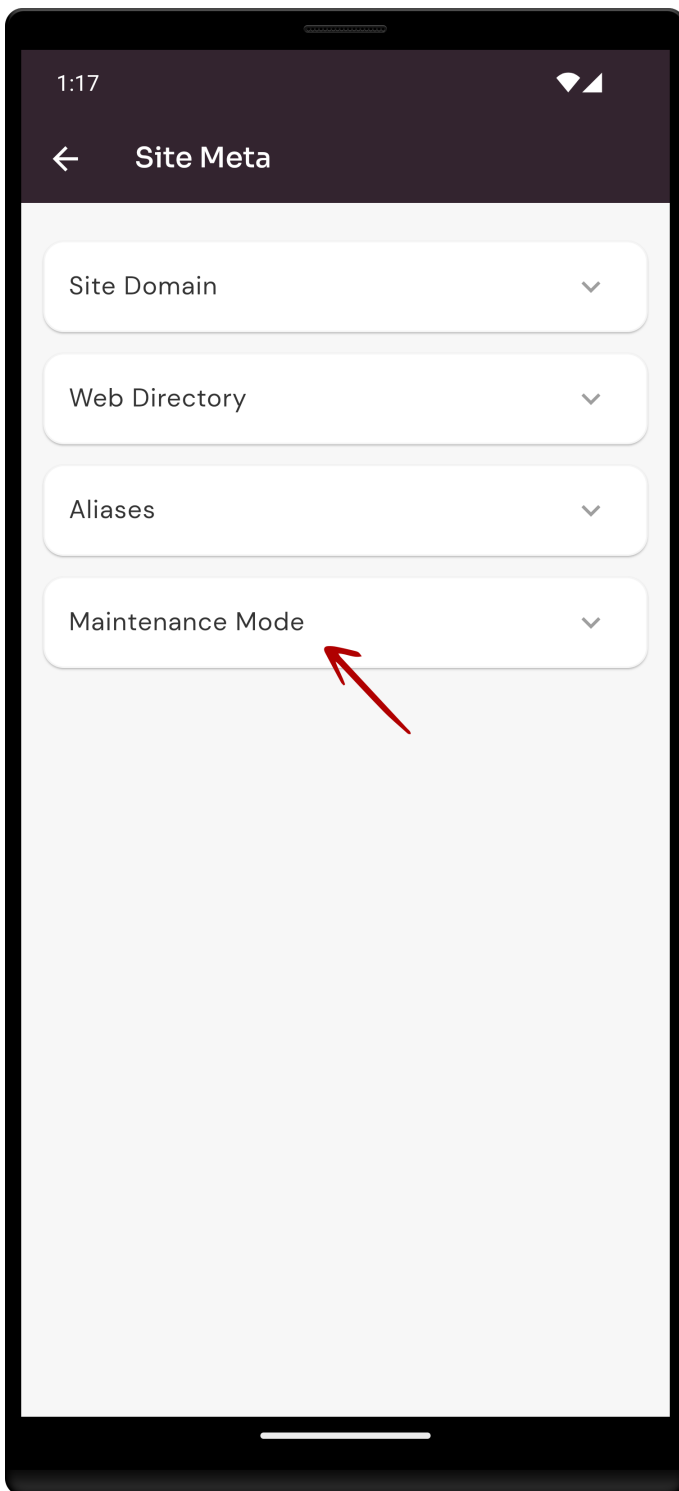 1:17
Site Meta
Site Domain
Web Directory
Aliases
Maintenance Mode